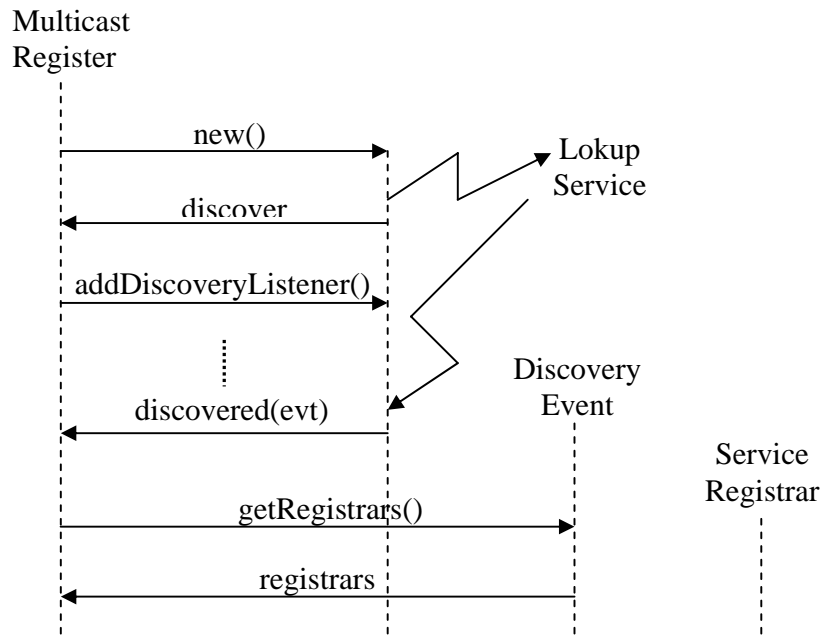 Multicast
Register
new()
Lokup
Service
discover
addDiscoveryListener()
Discovery
Event
discovered(evt)
Service
Registrar
getRegistrars()
registrars